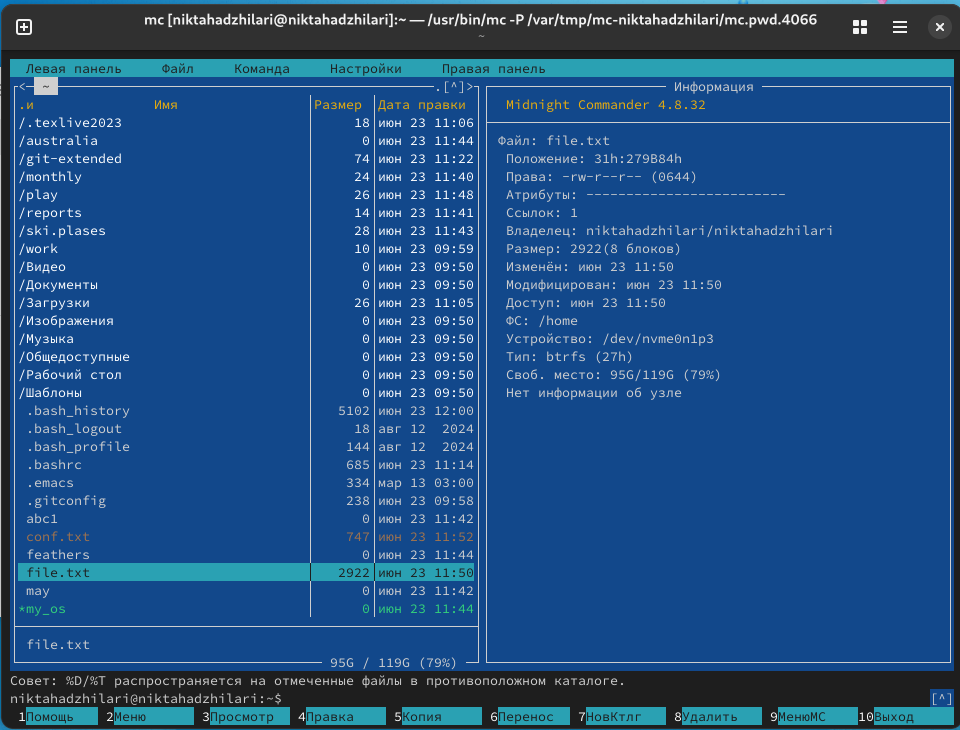 mc [niktahadzhilari@niktahadzhilari]:~ — /usr/bin/mc -P /var/tmp/mc-niktahadzhilari/mc.pwd.4066
~
Левая панель Файл Команда Настройки Правая панель
<─ ~ .[^]>
.и Имя Размер Дата правки
/.texlive2023 18 июн 23 11:06
/australia 0 июн 23 11:44
/git-extended 74 июн 23 11:22
/monthly 24 июн 23 11:40
/play 26 июн 23 11:48
/reports 14 июн 23 11:41
/ski.plases 28 июн 23 11:43
/work 10 июн 23 09:59
/Видео 0 июн 23 09:50
/Документы 0 июн 23 09:50
/Загрузки 26 июн 23 11:05
/Изображения 0 июн 23 09:50
/Музыка 0 июн 23 09:50
/Общедоступные 0 июн 23 09:50
/Рабочий стол 0 июн 23 09:50
/Шаблоны 0 июн 23 09:50
.bash_history 5102 июн 23 12:00
.bash_logout 18 авг 12 2024
.bash_profile 144 авг 12 2024
.bashrc 685 июн 23 11:14
.emacs 334 мар 13 03:00
.gitconfig 238 июн 23 09:58
abc1 0 июн 23 11:42
conf.txt 747 июн 23 11:52
feathers 0 июн 23 11:44
file.txt 2922 июн 23 11:50
may 0 июн 23 11:42
*my_os 0 июн 23 11:44
file.txt
95G / 119G (79%)
Информация
Midnight Commander 4.8.32
Файл: file.txt
Положение: 31h:279B84h
Права: -rw-r--r-- (0644)
Атрибуты: -------------------------
Ссылок: 1
Владелец: niktahadzhilari/niktahadzhilari
Размер: 2922(8 блоков)
Изменён: июн 23 11:50
Модифицирован: июн 23 11:50
Доступ: июн 23 11:50
ФС: /home
Устройство: /dev/nvme0n1p3
Тип: btrfs (27h)
Своб. место: 95G/119G (79%)
Нет информации об узле
Совет: %D/%T распространяется на отмеченные файлы в противоположном каталоге.
niktahadzhilari@niktahadzhilari:~$ [^]
1Помощь 2Меню 3Просмотр 4Правка 5Копия 6Перенос 7НовКтлг 8Удалить 9МенюMC 10Выход